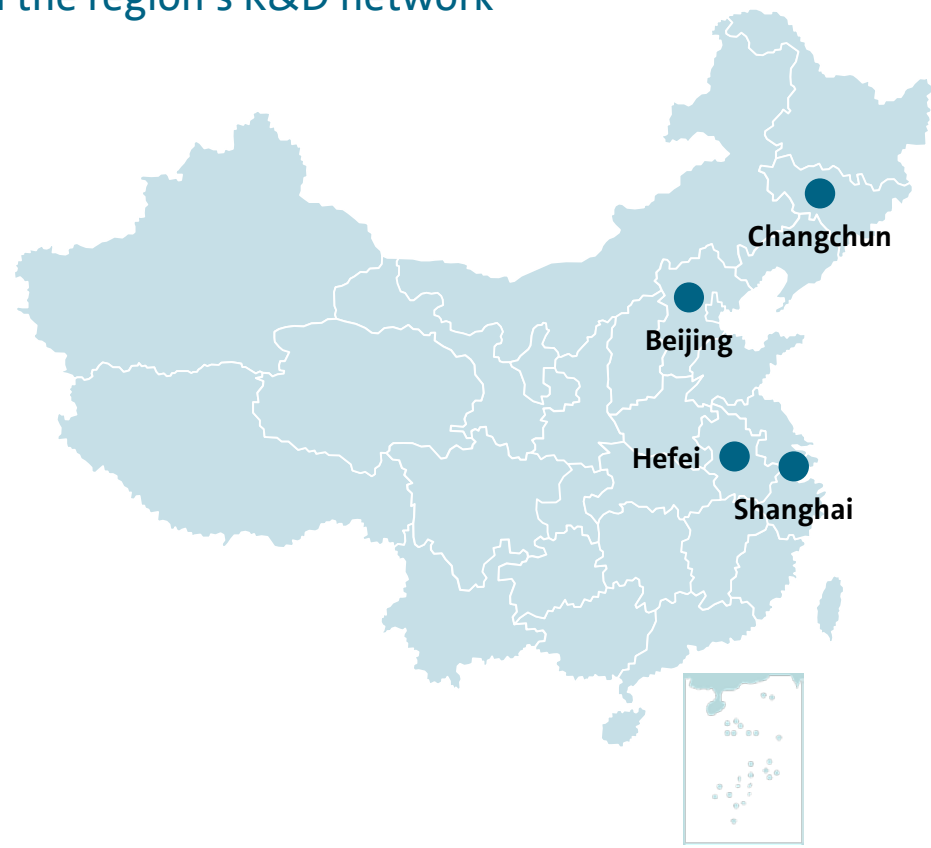 the region's R&D network
Changchun
Beijing
Hefei
Shanghai